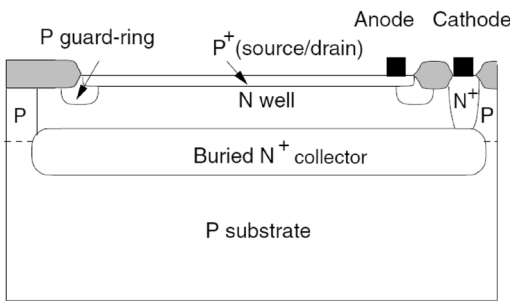 Anode Cathode
P guard-ring
P+ (source/drain)
N well
P
N+
P
Buried N+ collector
P substrate